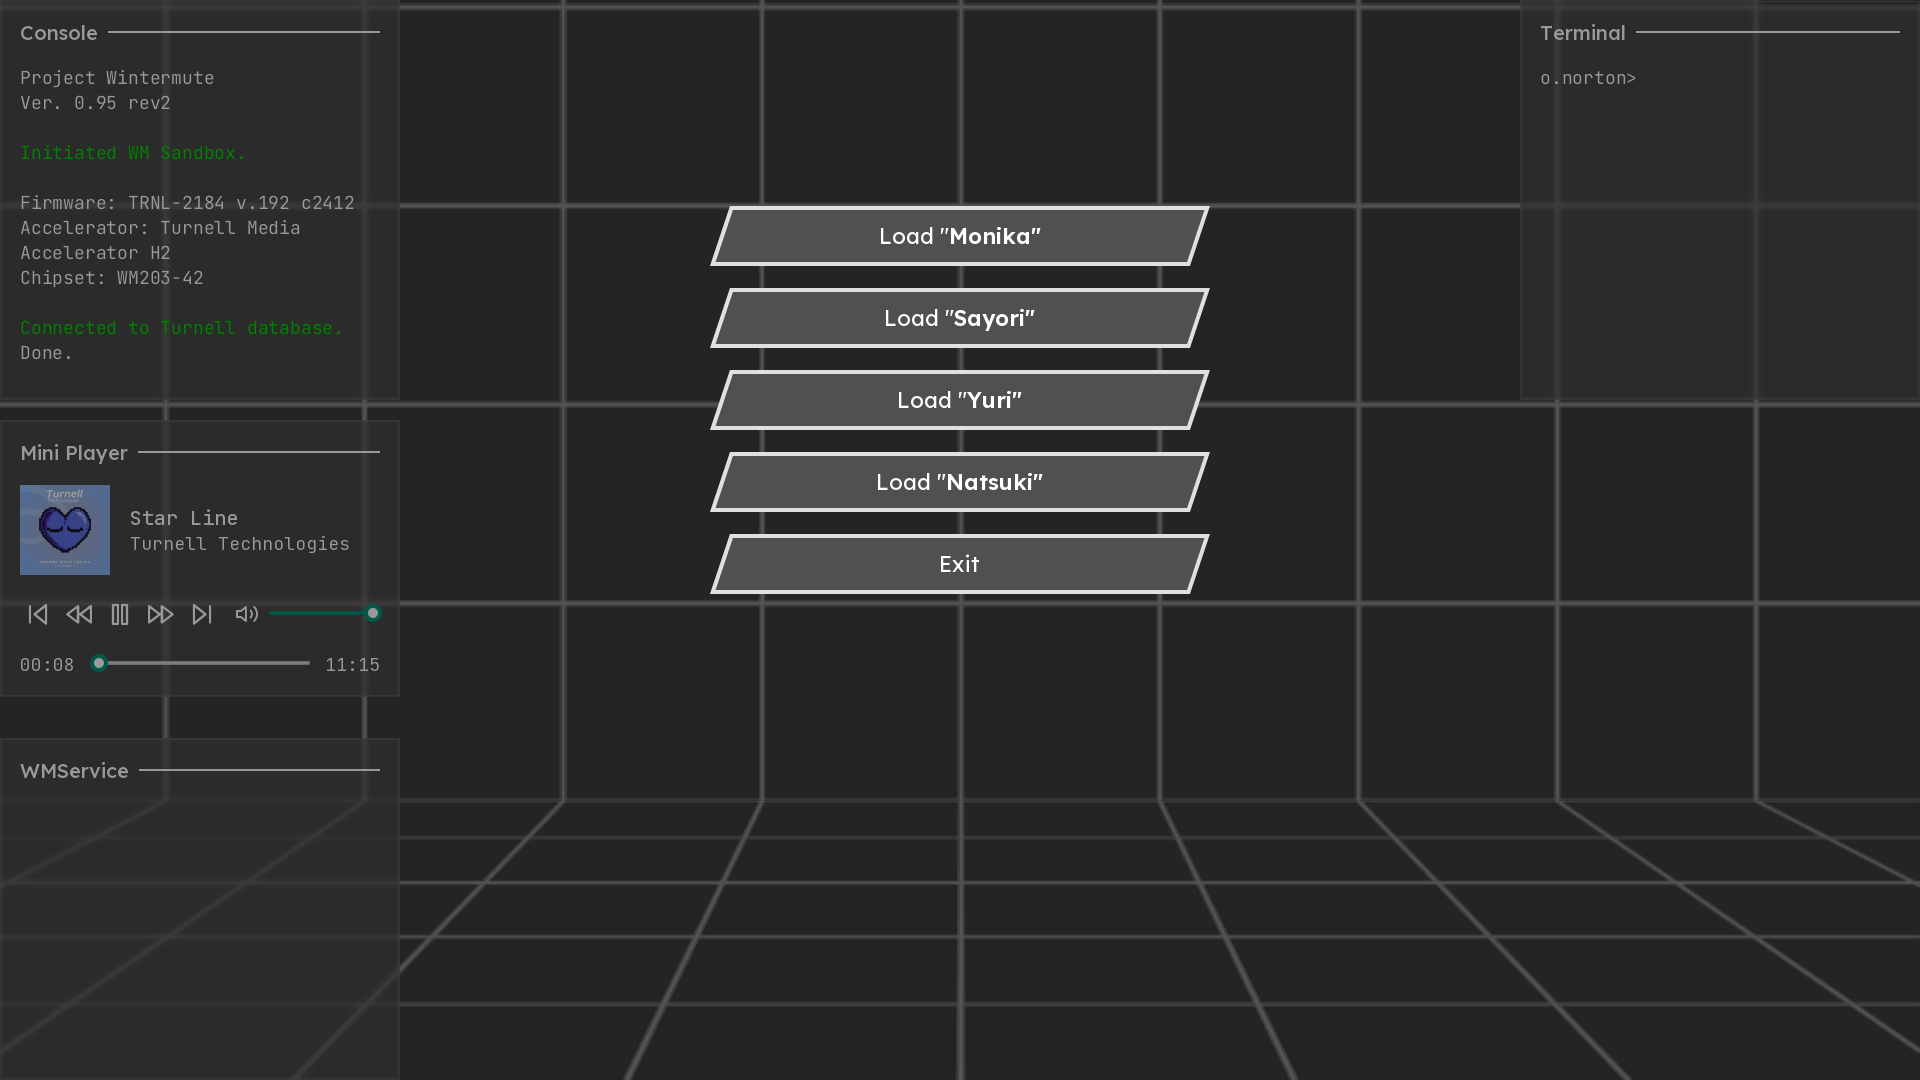 Console
Project Wintermute
Ver. 0.95 rev2
Initiated WM Sandbox.
Firmware: TRNL-2184 v.192 c2412
Accelerator: Turnell Media
Accelerator H2
Chipset: WM203-42
Connected to Turnell database.
Done.
Mini Player
Turnell
Star Line
Turnell Technologies
00:08
11:15
WMService
Load "Monika"
Load "Sayori"
Load "Yuri"
Load "Natsuki"
Exit
Terminal
o.norton>